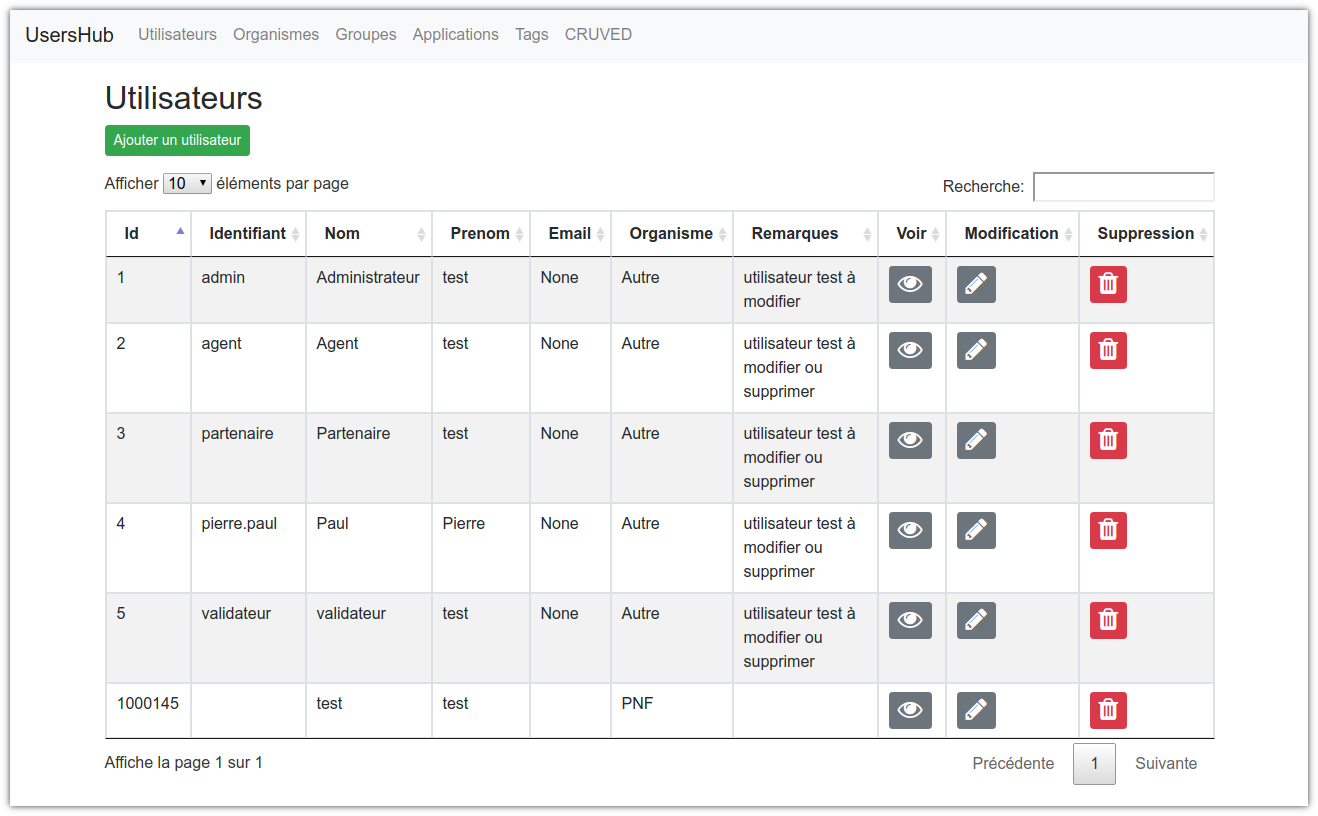 UsersHub Utilisateurs Organismes Groupes Applications Tags CRUVED
Utilisateurs
Ajouter un utilisateur
Afficher 10 éléments par page Recherche:
Id Identifiant Nom Prenom Email Organisme Remarques Voir Modification Suppression
1 admin Administrateur test None Autre utilisateur test à
modifier
2 agent Agent test None Autre utilisateur test à
modifier ou
supprimer
3 partenaire Partenaire test None Autre utilisateur test à
modifier ou
supprimer
4 pierre.paul Paul Pierre None Autre utilisateur test à
modifier ou
supprimer
5 validateur validateur test None Autre utilisateur test à
modifier ou
supprimer
1000145 test test PNF
Affiche la page 1 sur 1 Précédente 1 Suivante